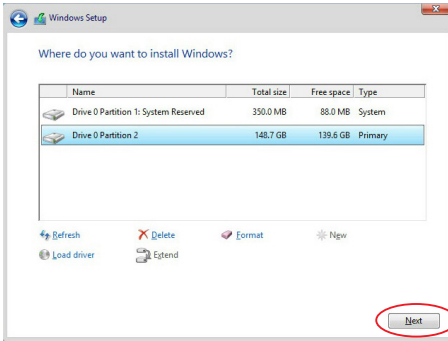 Windows Setup
Where do you want to install Windows?
Name Total size Free space Type
Drive 0 Partition 1: System Reserved 350.0 MB 88.0 MB System
Drive 0 Partition 2 148.7 GB 139.6 GB Primary
Refresh Delete Format New
Load driver Extend
Next